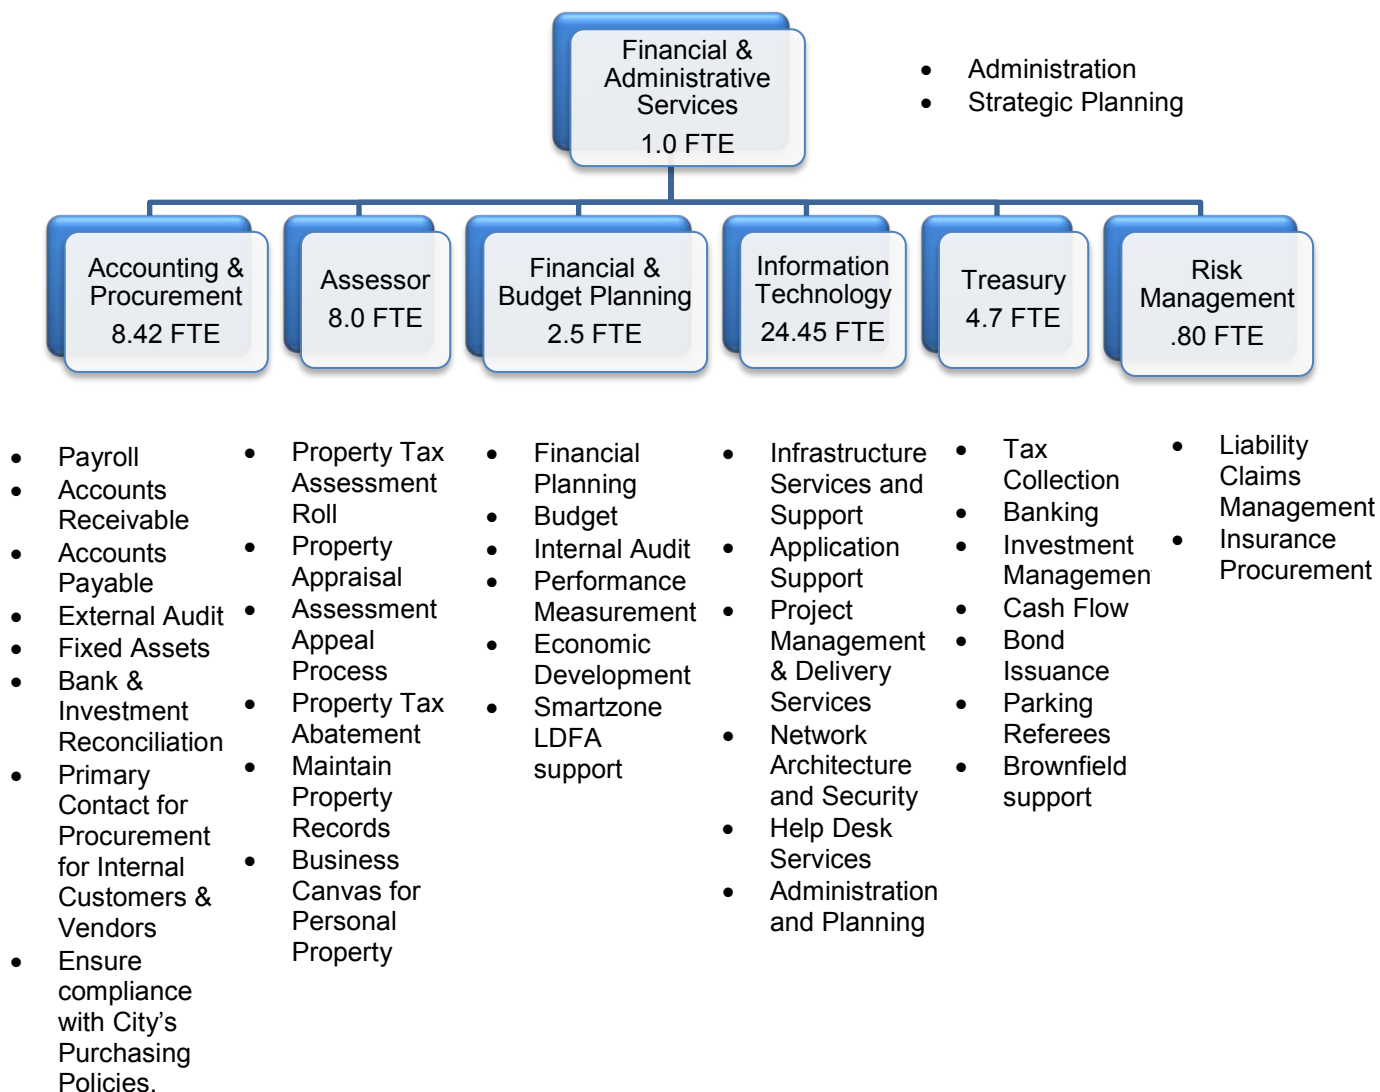 Financial &
Administrative
Services
1.0 FTE
• Administration
• Strategic Planning
Accounting &
Procurement
8.42 FTE
Assessor
8.0 FTE
Financial &
Budget Planning
2.5 FTE
Information
Technology
24.45 FTE
Treasury
4.7 FTE
Risk
Management
.80 FTE
• Payroll
• Accounts
Receivable
• Accounts
Payable
• External Audit
• Fixed Assets
• Bank &
Investment
Reconciliation
• Primary
Contact for
Procurement
for Internal
Customers &
Vendors
• Ensure
compliance
with City’s
Purchasing
Policies.
• Property Tax
Assessment
Roll
• Property
Appraisal
• Assessment
Appeal
Process
• Property Tax
Abatement
• Maintain
Property
Records
• Business
Canvas for
Personal
Property
• Financial
Planning
• Budget
• Internal Audit
• Performance
Measurement
• Economic
Development
• Smartzone
LDFA
support
• Infrastructure
Services and
Support
• Application
Support
• Project
Management
& Delivery
Services
• Network
Architecture
and Security
• Help Desk
Services
• Administration
and Planning
• Tax
Collection
• Banking
• Investment
Managemen
• Cash Flow
• Bond
Issuance
• Parking
Referees
• Brownfield
support
• Liability
Claims
Management
• Insurance
Procurement